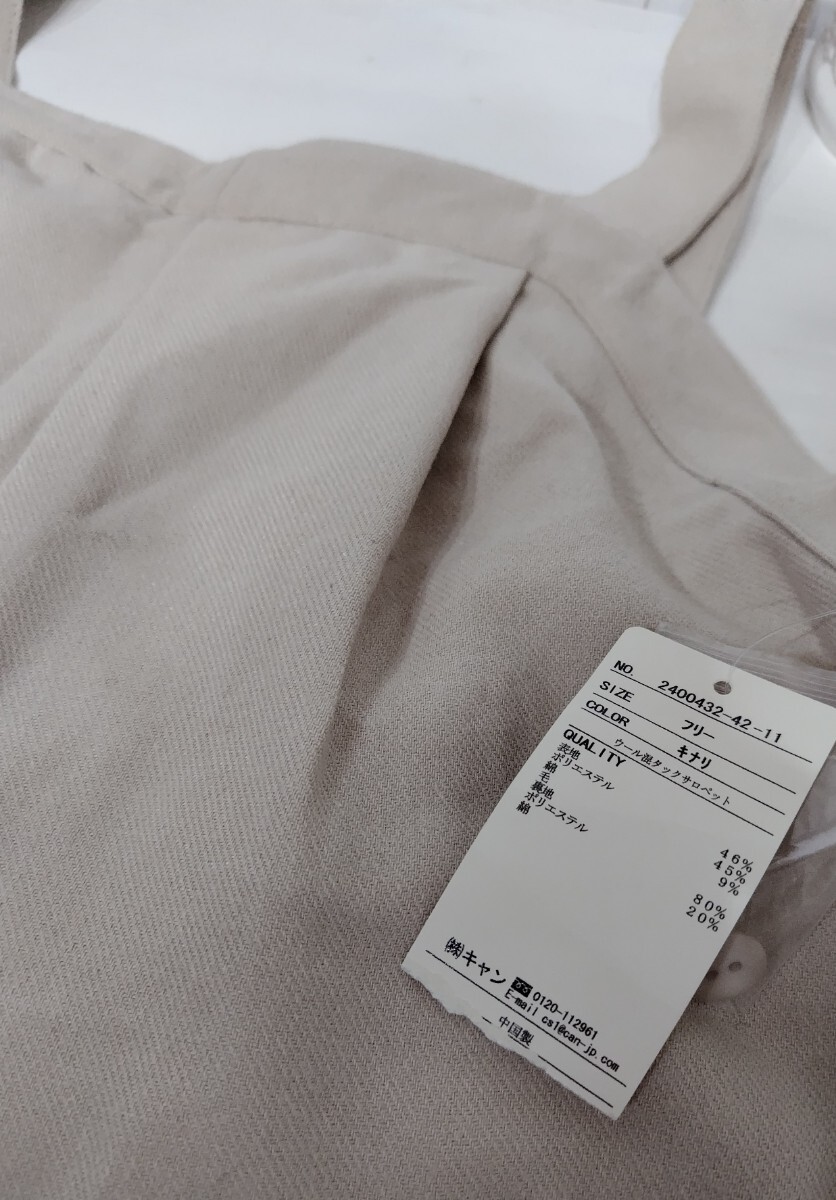 NO. 2400432-42-11
SIZE フリー
COLOR キナリ
QUALITY ウール混タックサロペット
表地
ポリエステル 46%
綿 45%
毛 9%
裏地
ポリエステル 80%
綿 20%
㈱キャン 0120-112961
E-mail cs1@can-jp.com
中国製